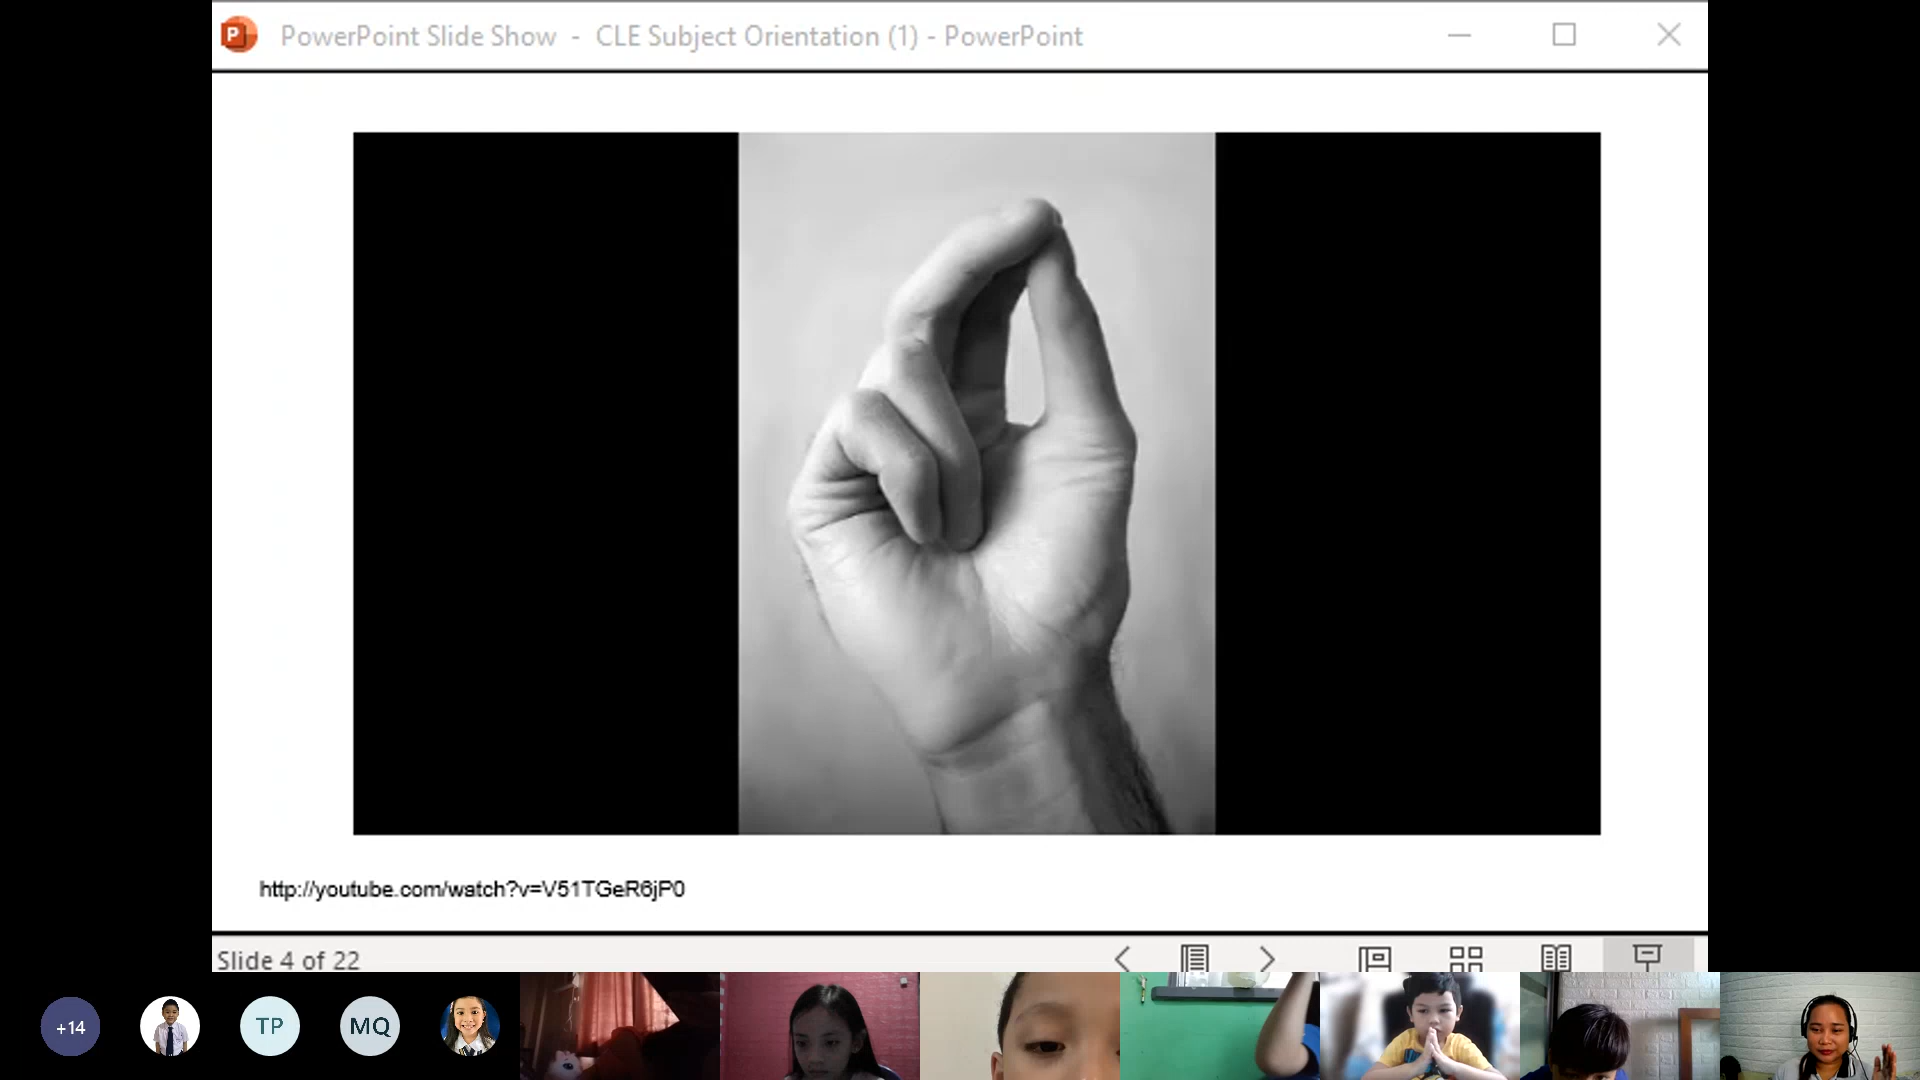 P PowerPoint Slide Show - CLE Subject Orientation (1) - PowerPoint
http://youtube.com/watch?v=V51TGeR6jP0
Slide 4 of 22
+14
TP
MQ